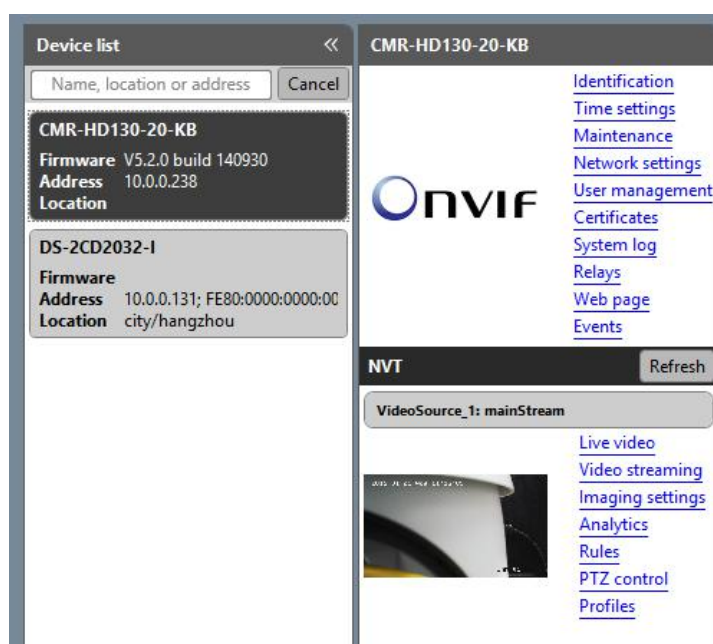 Device list
Name, location or address
Cancel
CMR-HD130-20-KB
Firmware V5.2.0 build 140930
Address 10.0.0.238
Location
DS-2CD2032-I
Firmware
Address 10.0.0.131; FE80:0000:0000:00
Location city/hangzhou
CMR-HD130-20-KB
ONVIF
Identification
Time settings
Maintenance
Network settings
User management
Certificates
System log
Relays
Web page
Events
NVT
Refresh
VideoSource_1: mainStream
Live video
Video streaming
Imaging settings
Analytics
Rules
PTZ control
Profiles